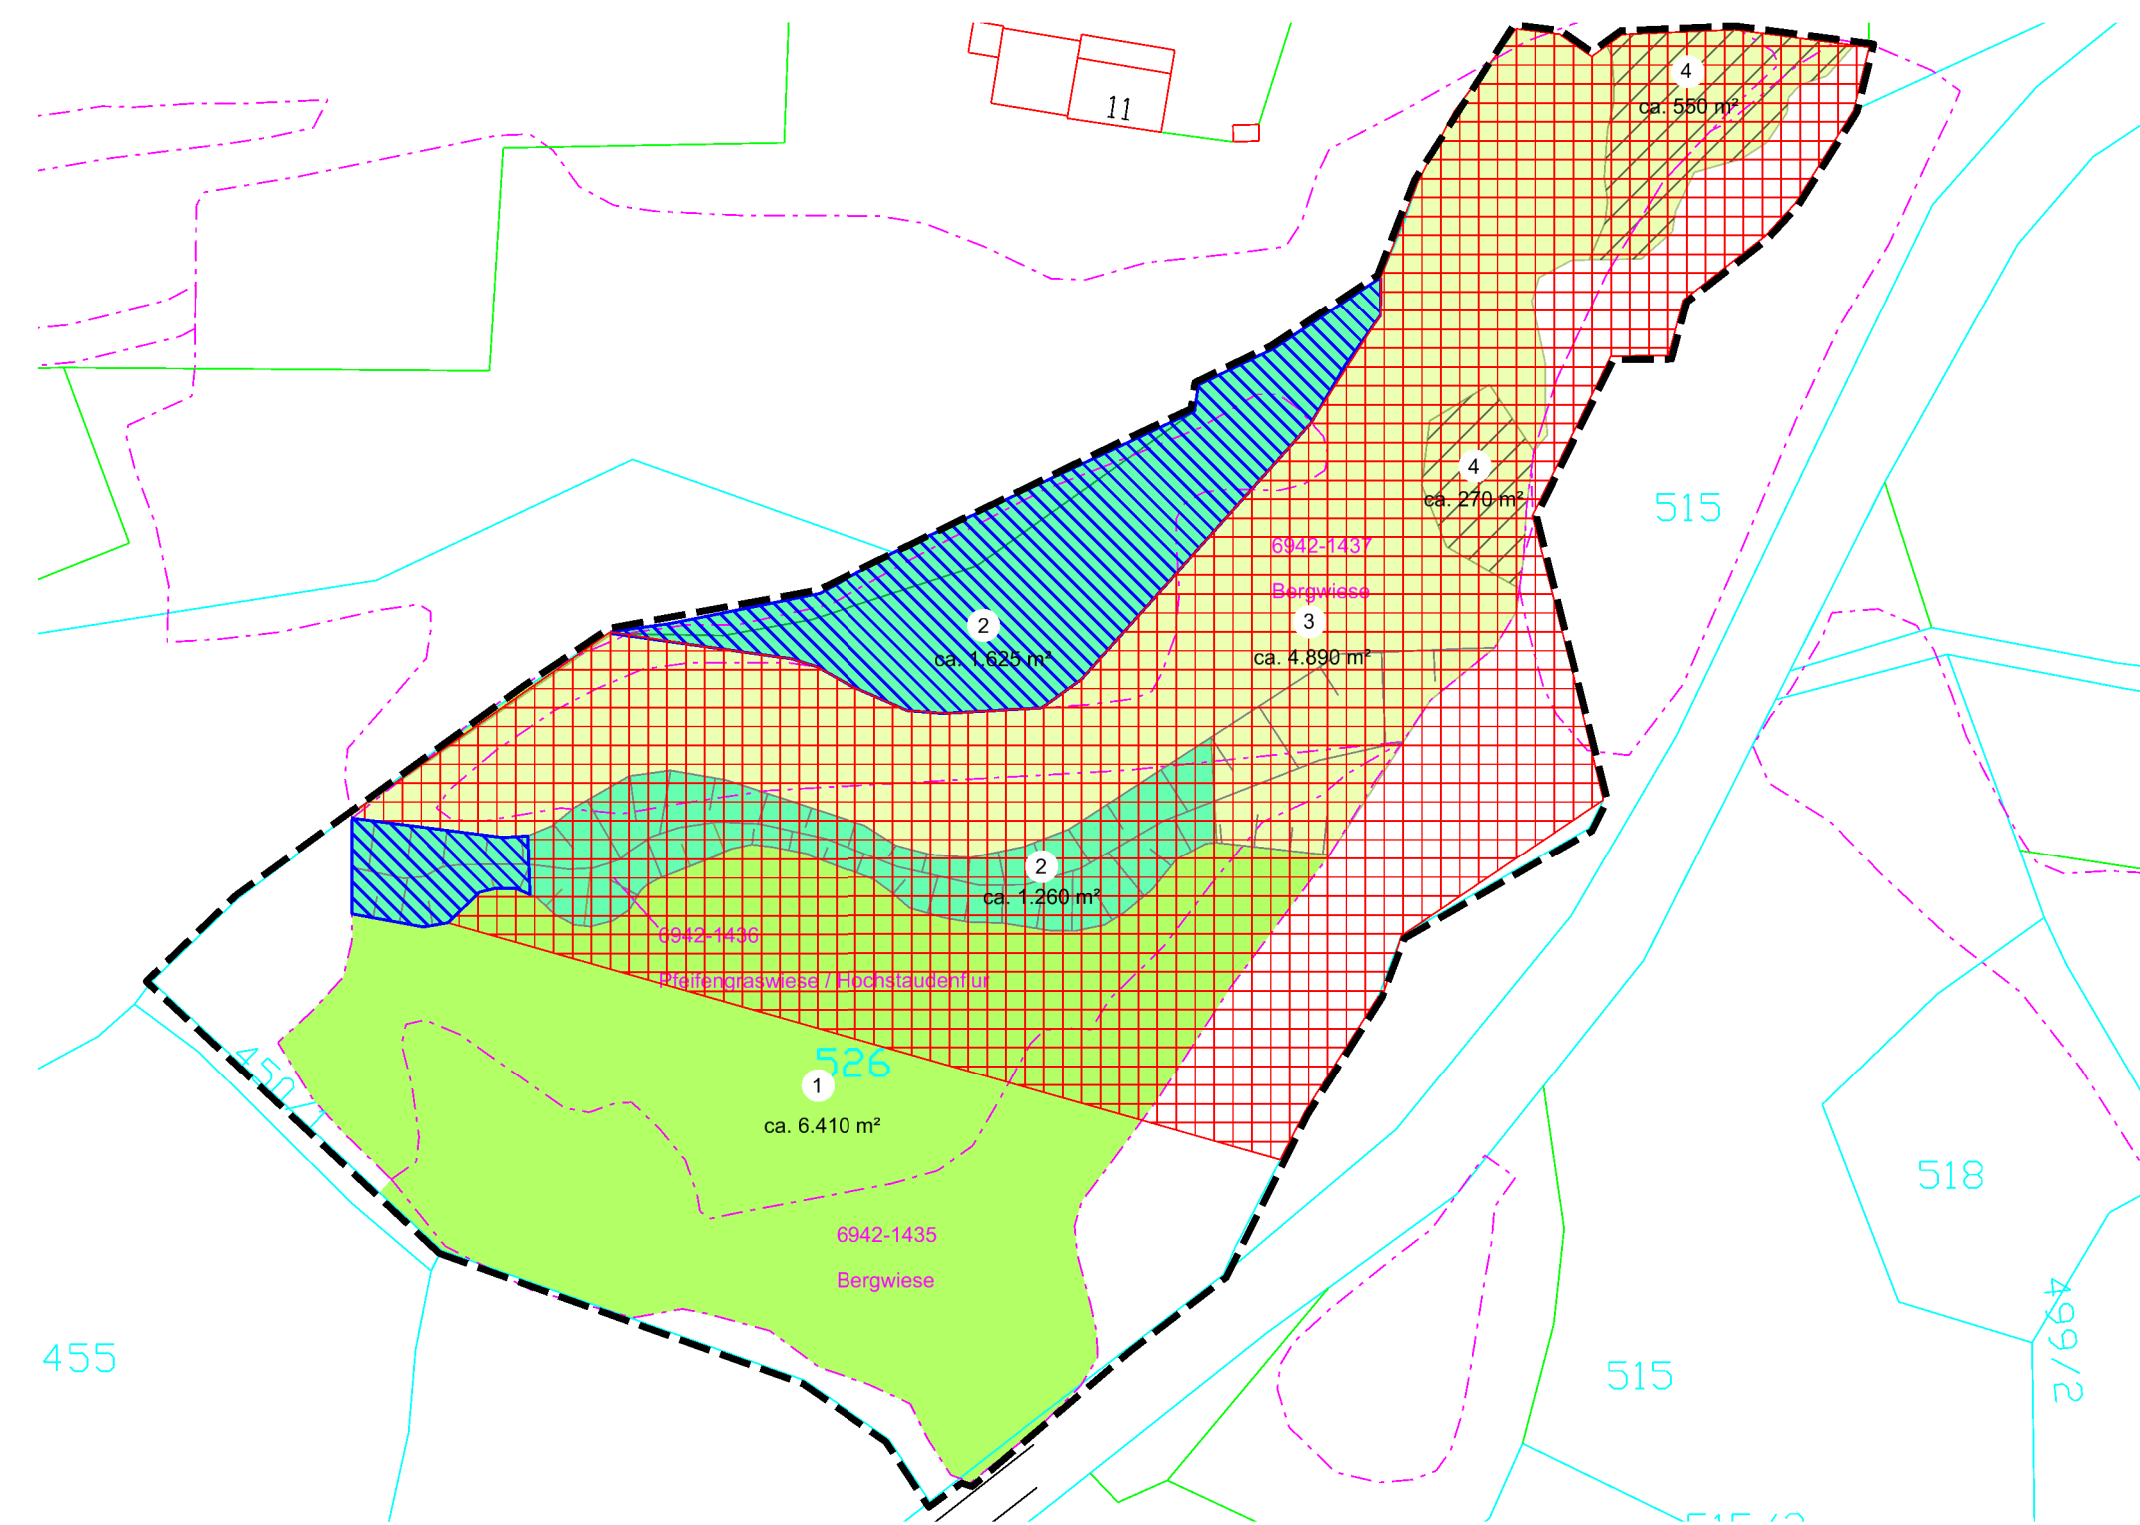 11
4
ca. 550 m²
4
ca. 270 m²
515
6942-1437
Bergwiese
3
ca. 4.890 m²
2
ca. 1.625 m²
2
ca. 1.260 m²
6942-1436
Pfeifengraswiese / Hochstaudenflur
526
1
ca. 6.410 m²
518
6942-1435
Bergwiese
455
515
499/2